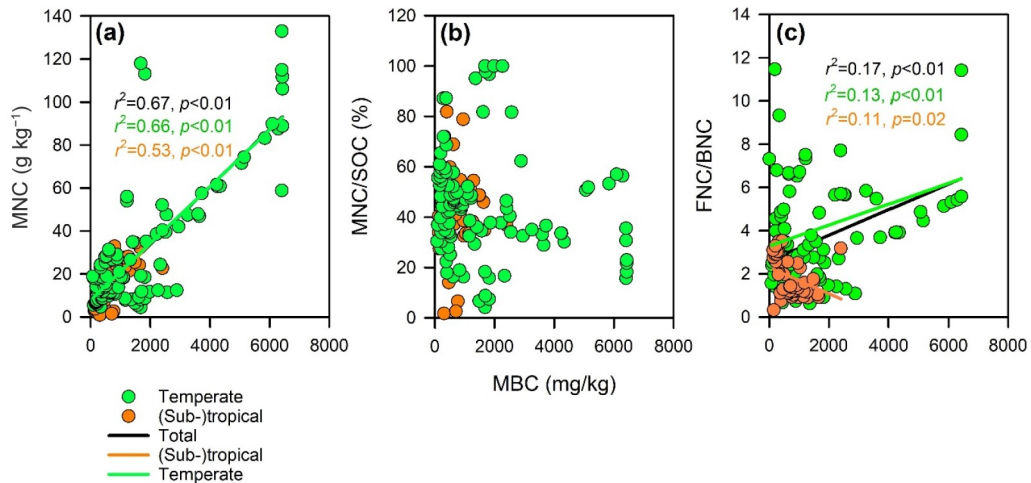 (a)
MNC (g kg⁻¹)
140
120
100
80
60
40
20
0
r²=0.67, p<0.01
r²=0.66, p<0.01
r²=0.53, p<0.01
0 2000 4000 6000 8000
(b)
MNC/SOC (%)
120
100
80
60
40
20
0
0 2000 4000 6000 8000
MBC (mg/kg)
(c)
FNC/BNC
14
12
10
8
6
4
2
0
r²=0.17, p<0.01
r²=0.13, p<0.01
r²=0.11, p=0.02
0 2000 4000 6000 8000
Temperate
(Sub-)tropical
Total
(Sub-)tropical
Temperate